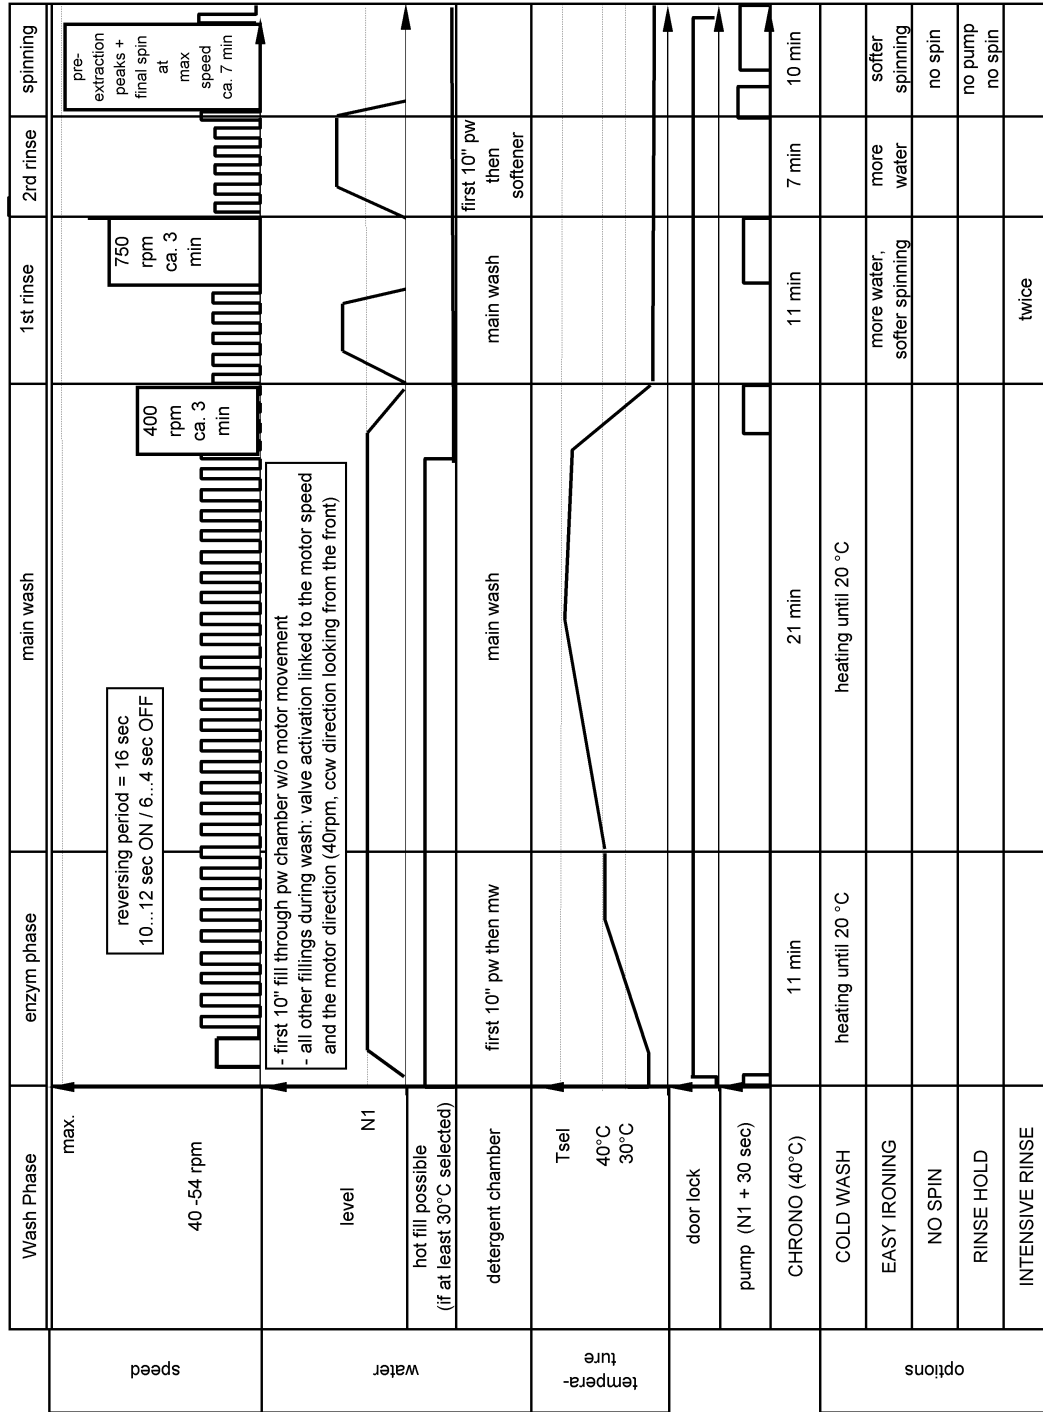 Wash Phase
enzym phase
main wash
1st rinse
2rd rinse
spinning
speed
max.
40 -54 rpm
reversing period = 16 sec
10...12 sec ON / 6...4 sec OFF
400
rpm
ca. 3
min
750
rpm
ca. 3
min
pre-
extraction
peaks +
final spin
at
max
speed
ca. 7 min
water
level
N1
- first 10" fill through pw chamber w/o motor movement
- all other fillings during wash: valve activation linked to the motor speed
and the motor direction (40rpm, ccw direction looking from the front)
hot fill possible
(if at least 30°C selected)
detergent chamber
first 10" pw then mw
main wash
main wash
first 10" pw
then
softener
tempera-
ture
Tsel
40°C
30°C
door lock
pump (N1 + 30 sec)
CHRONO (40°C)
11 min
21 min
11 min
7 min
10 min
options
COLD WASH
heating until 20 °C
heating until 20 °C
EASY IRONING
more water,
softer spinning
more
water
softer
spinning
NO SPIN
no spin
RINSE HOLD
no pump
no spin
INTENSIVE RINSE
twice